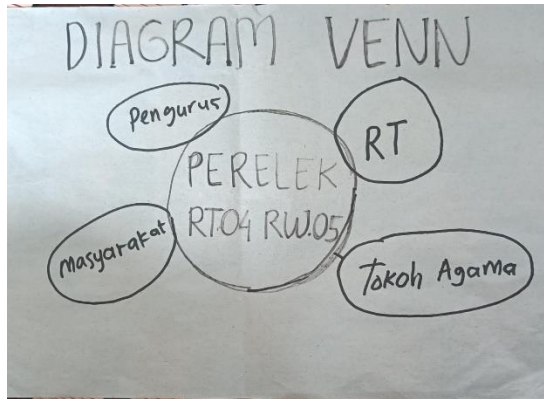 DIAGRAM VENN
Pengurus
RT
PERELEK
RT.04 RW.05
Masyarakat
Tokoh Agama